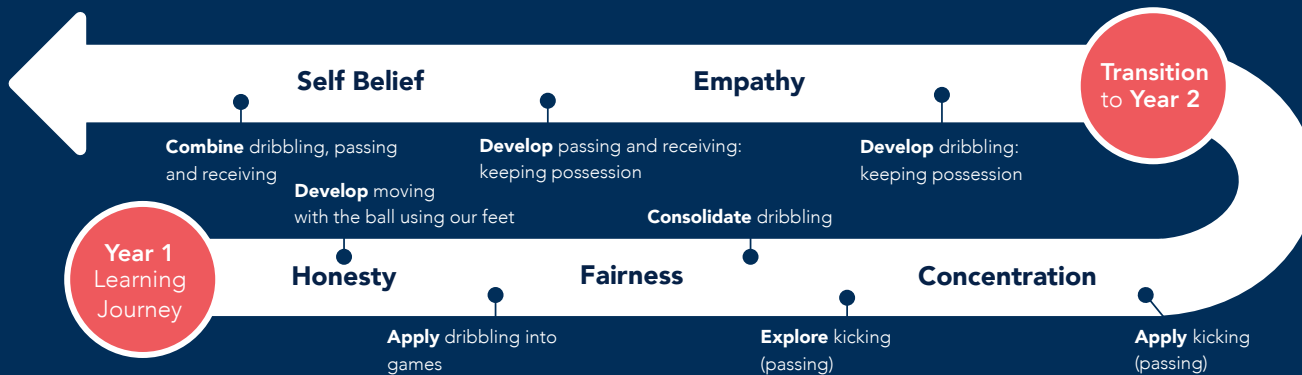 Self Belief
Empathy
Transition
to Year 2
Combine dribbling, passing
and receiving
Develop passing and receiving:
keeping possession
Develop dribbling:
keeping possession
Develop moving
with the ball using our feet
Consolidate dribbling
Year 1
Learning
Journey
Honesty
Fairness
Concentration
Apply dribbling into
games
Explore kicking
(passing)
Apply kicking
(passing)